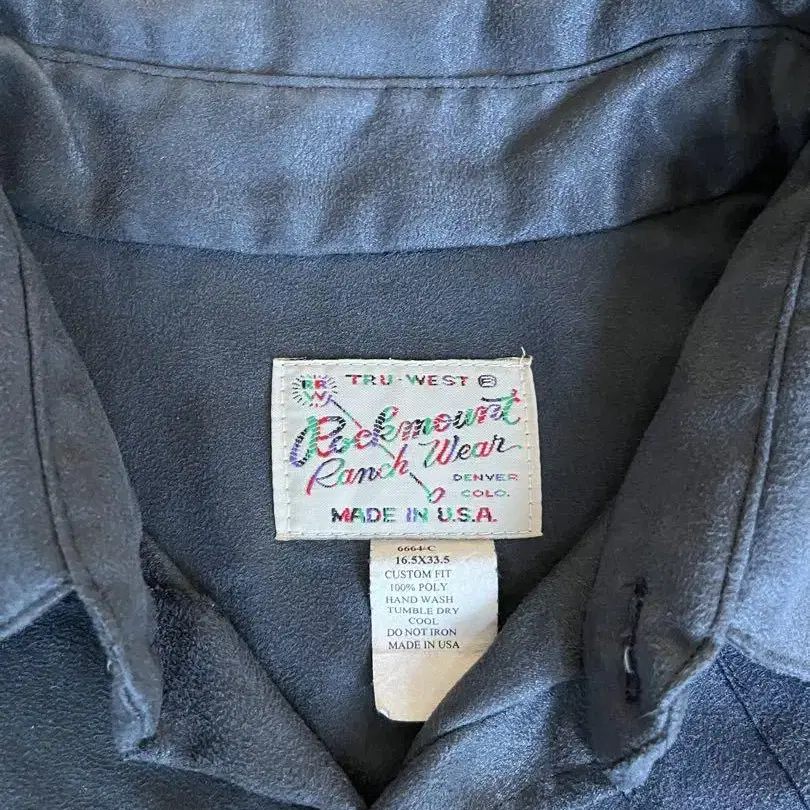 RR
W
TRU-WEST ®
Rockmount
Ranch Wear
DENVER
COLO.
MADE IN U.S.A.
6664-C
16.5X33.5
CUSTOM FIT
100% POLY
HAND WASH
TUMBLE DRY
COOL
DO NOT IRON
MADE IN USA